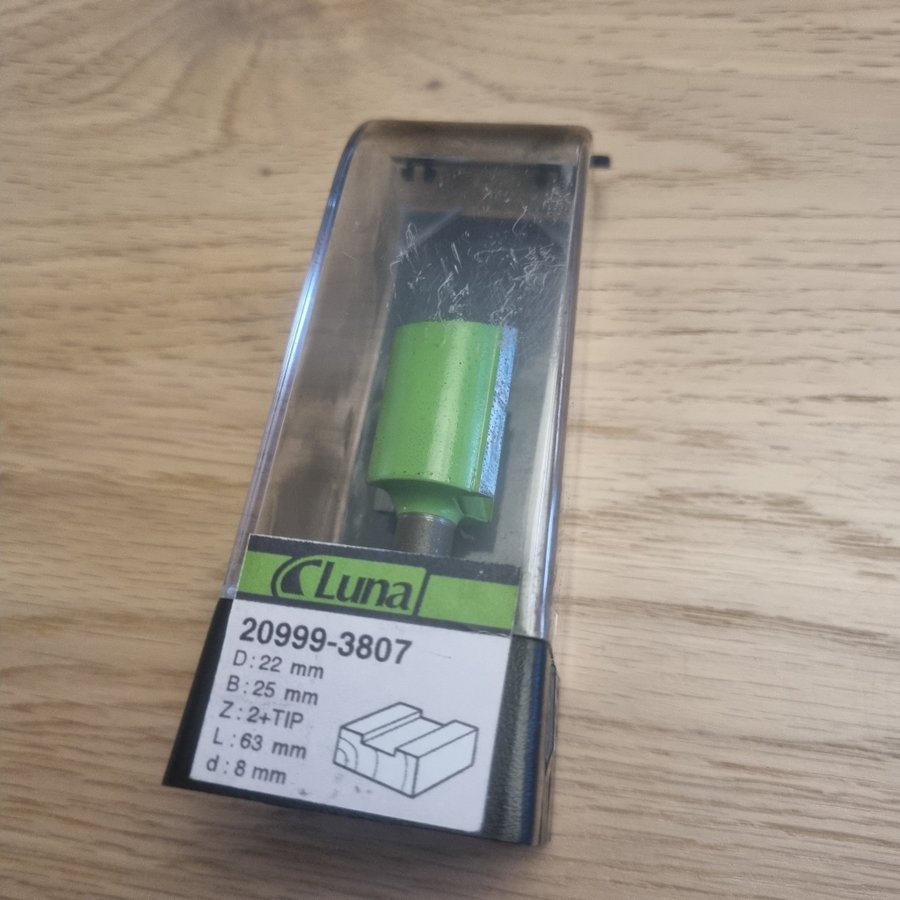 Luna
20999-3807
D: 22 mm
B: 25 mm
Z: 2+TIP
L: 63 mm
d: 8 mm